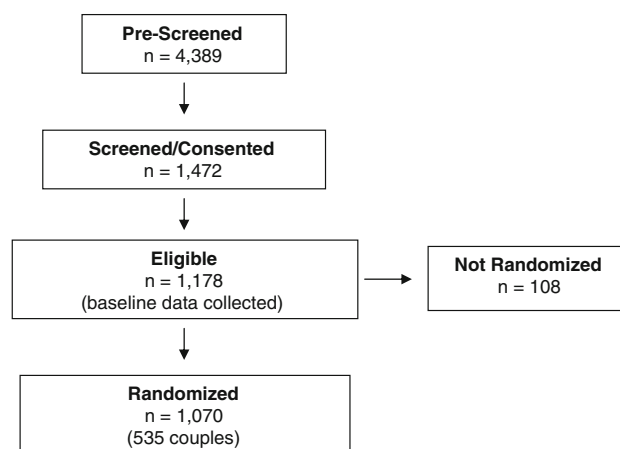 Pre-Screened
n = 4,389
Screened/Consented
n = 1,472
Eligible
n = 1,178
(baseline data collected)
Not Randomized
n = 108
Randomized
n = 1,070
(535 couples)